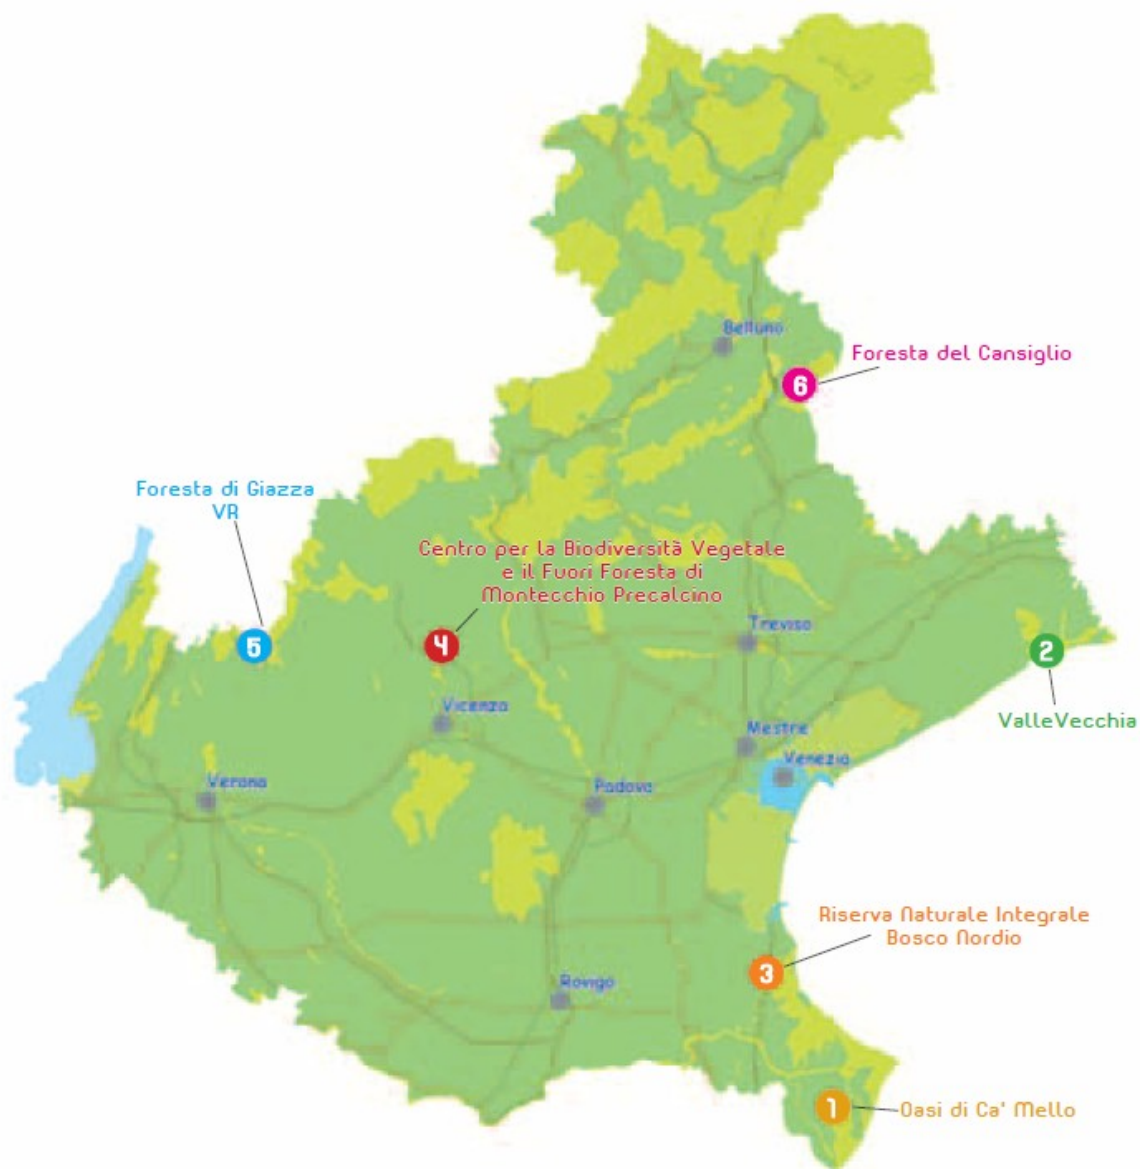 Belluno
Foresta del Cansiglio
6
Foresta di Giazza
VR
Centro per la Biodiversità Vegetale
e il Fuori Foresta di
Montecchio Precalcino
5
4
Treviso
2
ValleVecchia
Vicenza
Mestre
Venezia
Verona
Padova
Riserva Naturale Integrale
Bosco Nordio
3
Rovigo
1
Oasi di Ca' Mello